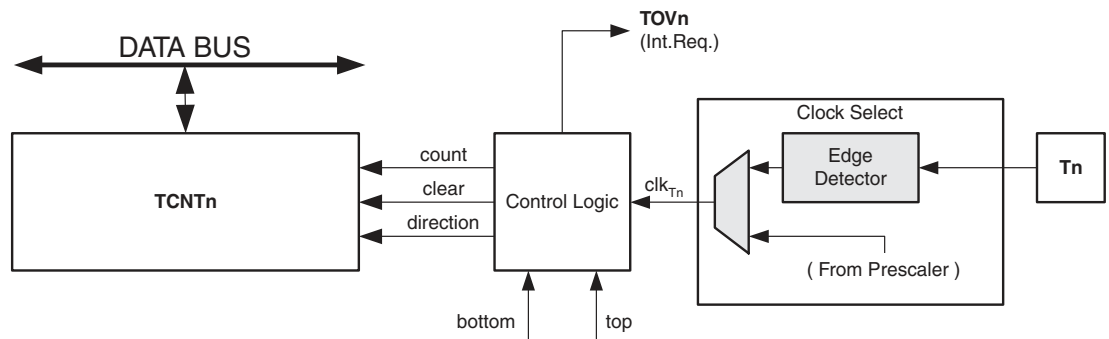 TOVn
(Int.Req.)
DATA BUS
Clock Select
count
Edge
Detector
Tn
TCNTn
clear
Control Logic
clkTn
direction
( From Prescaler )
bottom
top